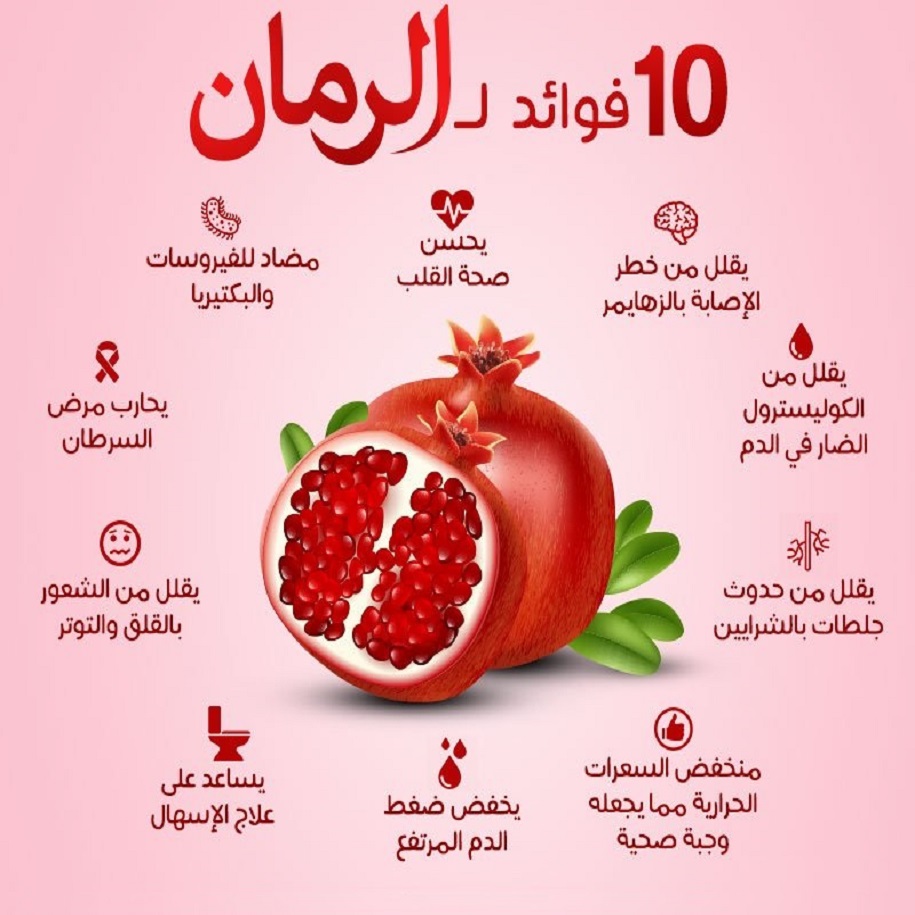 10 فوائد لـ الرمان
يقلل من خطر
الإصابة بالزهايمر
يحسن
صحة القلب
مضاد للفيروسات
والبكتيريا
يقلل من
الكوليسترول
الضار في الدم
يحارب مرض
السرطان
يقلل من حدوث
جلطات بالشرايين
يقلل من الشعور
بالقلق والتوتر
منخفض السعرات
الحرارية مما يجعله
وجبة صحية
يخفض ضغط
الدم المرتفع
يساعد على
علاج الإسهال